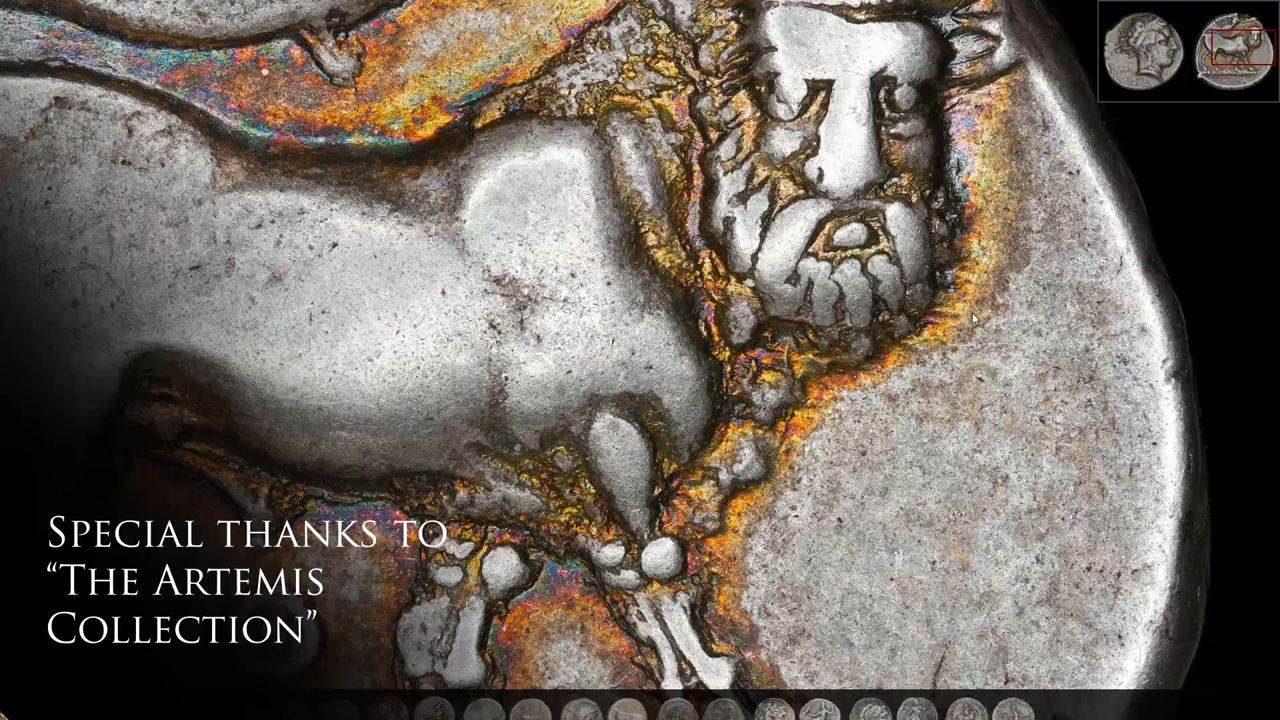 Special thanks to
“The Artemis
Collection”